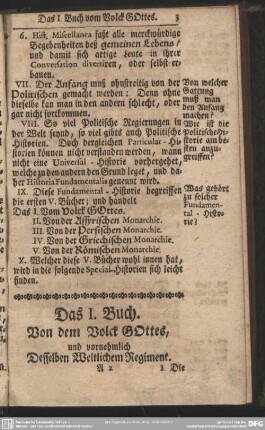 Das I. Buch vom Volck GOttes. 3
6. Hist. Miscellanea faßt alle merckwürdige
Begebenheiten deß gemeinen Lebens /
und damit sich artige Leute in ihrer
Conversation divertiren, oder selbst er-
bauen.
VII. Der Anfang muß ohnstreitig von der
Politischen gemacht werden: Denn ohne
dieselbe kan man in den andern schlecht, oder
gar nicht fortkommen.
Von welcher
Gattung
muß man
den Anfang
machen?
VIII. So viel Politische Regierungen in
der Welt seynd, so viel gibts auch Politische
Historien. Doch dergleichen Particular-Hi-
storien können nicht verstanden werden, wann
nicht eine Universal-Historie vorhergehet,
welche zu den andern den Grund leget, und da-
her Historia Fundamentalis genennt wird.
Wie ist die
Politische Hi-
storie am be-
sten anzu-
greiffen?
IX. Diese Fundamental-Historie begreiffen
die ersten V. Bücher; und handelt
Das I. Von Volck GOttes.
II. Von der Assyrischen Monarchie.
III. Von der Persischen Monarchie.
IV. Von der Griechischen Monarchie.
V. Von der Römischen Monarchie.
Was gehört
zu solcher
Fundamen-
tal-Histo-
rie?
X. Welcher diese V. Bücher wohl innen hat,
wird in die folgende Special-Historien sich leicht
finden.
Das I. Buch.
Von dem Volck GOttes,
und vornehmlich
Desselben Weltlichem Regiment.
A 2 1 Die